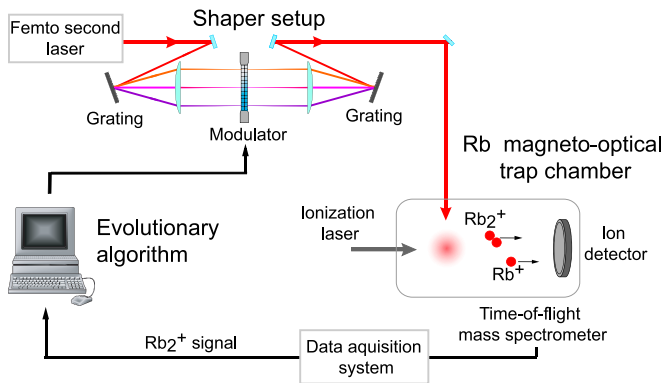 Shaper setup
Femto second
laser
Grating
Grating
Modulator
Rb magneto-optical
trap chamber
Ionization
laser
Rb2+
Rb+
Ion
detector
Evolutionary
algorithm
Time-of-flight
mass spectrometer
Rb2+ signal
Data aquisition
system